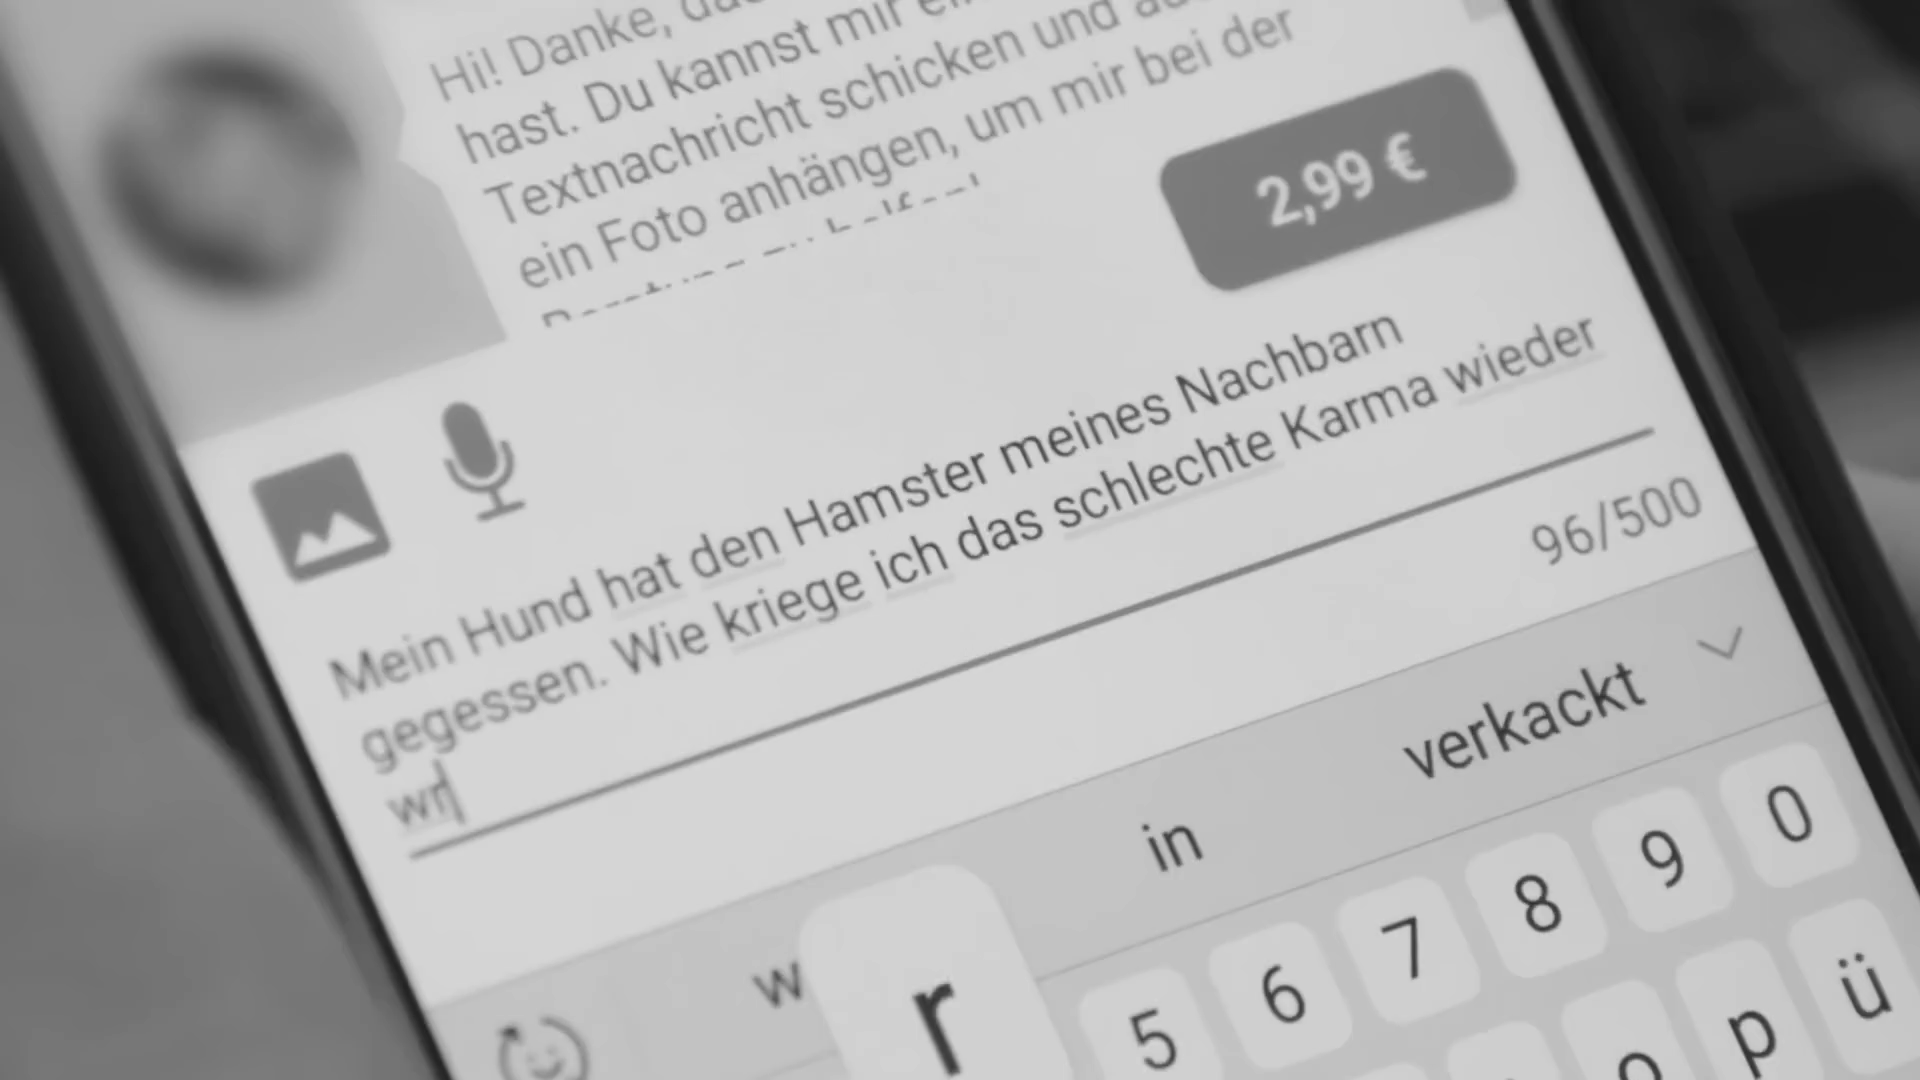 Hi! Danke,
hast. Du kannst mir
Textnachricht schicken und
ein Foto anhängen, um mir bei der
2,99 €
Mein Hund hat den Hamster meines Nachbarn
gegessen. Wie kriege ich das schlechte Karma wieder
wr
96/500
w
in
verkackt
r
5 6 7 8 9 0
o p ü